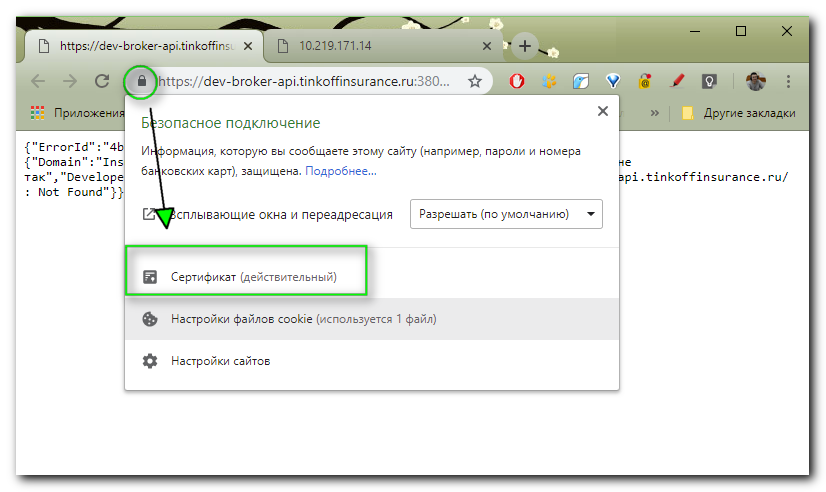 https://dev-broker-api.tinkoffinsu
10.219.171.14
https://dev-broker-api.tinkoffinsurance.ru:380...
Приложения
Другие закладки
Безопасное подключение
Информация, которую вы сообщаете этому сайту (например, пароли и номера
банковских карт), защищена. Подробнее...
Всплывающие окна и переадресация
Разрешать (по умолчанию)
Сертификат (действительный)
Настройки файлов cookie (используется 1 файл)
Настройки сайтов
{"ErrorId":"4b
{"Domain":"Ins не
так","Develope api.tinkoffinsurance.ru/
: Not Found"}}